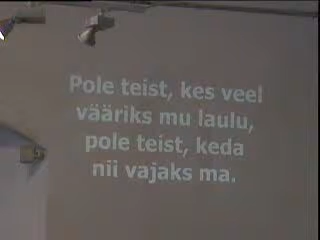 Pole teist, kes veel
vääriks mu laulu,
pole teist, keda
nii vajaks ma.